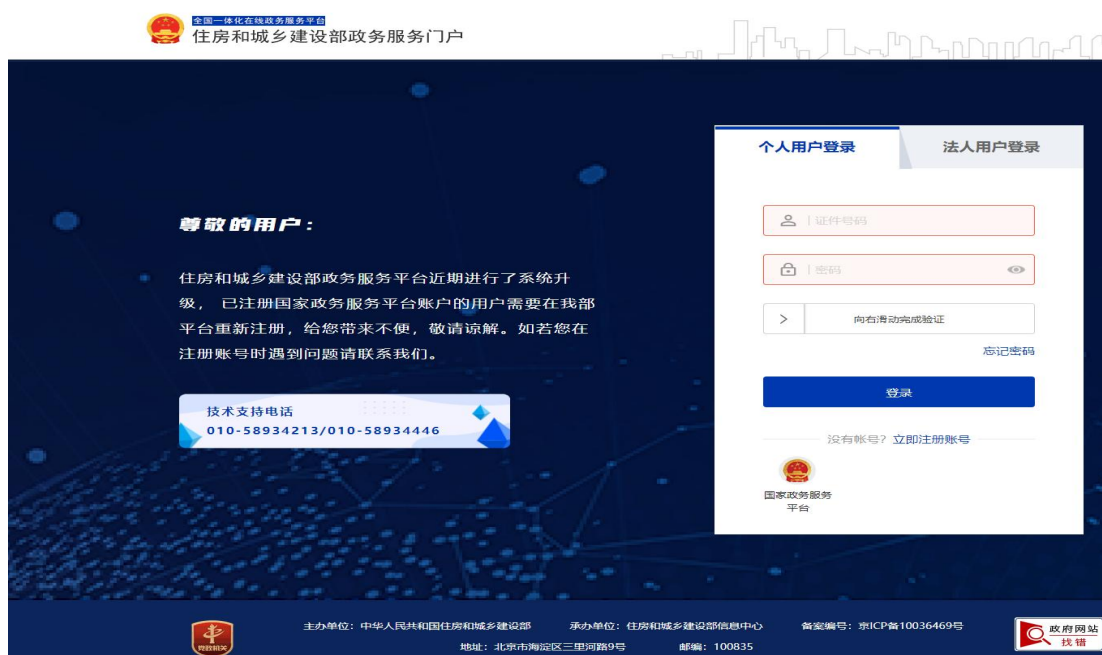 全国一体化在线政务服务平台
住房和城乡建设部政务服务门户
个人用户登录
法人用户登录
尊敬的用户：
住房和城乡建设部政务服务平台近期进行了系统升
级， 已注册国家政务服务平台账户的用户需要在我部
平台重新注册，给您带来不便，敬请谅解。如若您在
注册账号时遇到问题请联系我们。
技术支持电话
010-58934213/010-58934446
证件号码
密码
向右滑动完成验证
忘记密码
登录
没有帐号？立即注册账号
国家政务服务
平台
主办单位：中华人民共和国住房和城乡建设部 承办单位：住房和城乡建设部信息中心 备案编号：京ICP备10036469号
地址：北京市海淀区三里河路9号 邮编：100835
党政机关
政府网站
找错